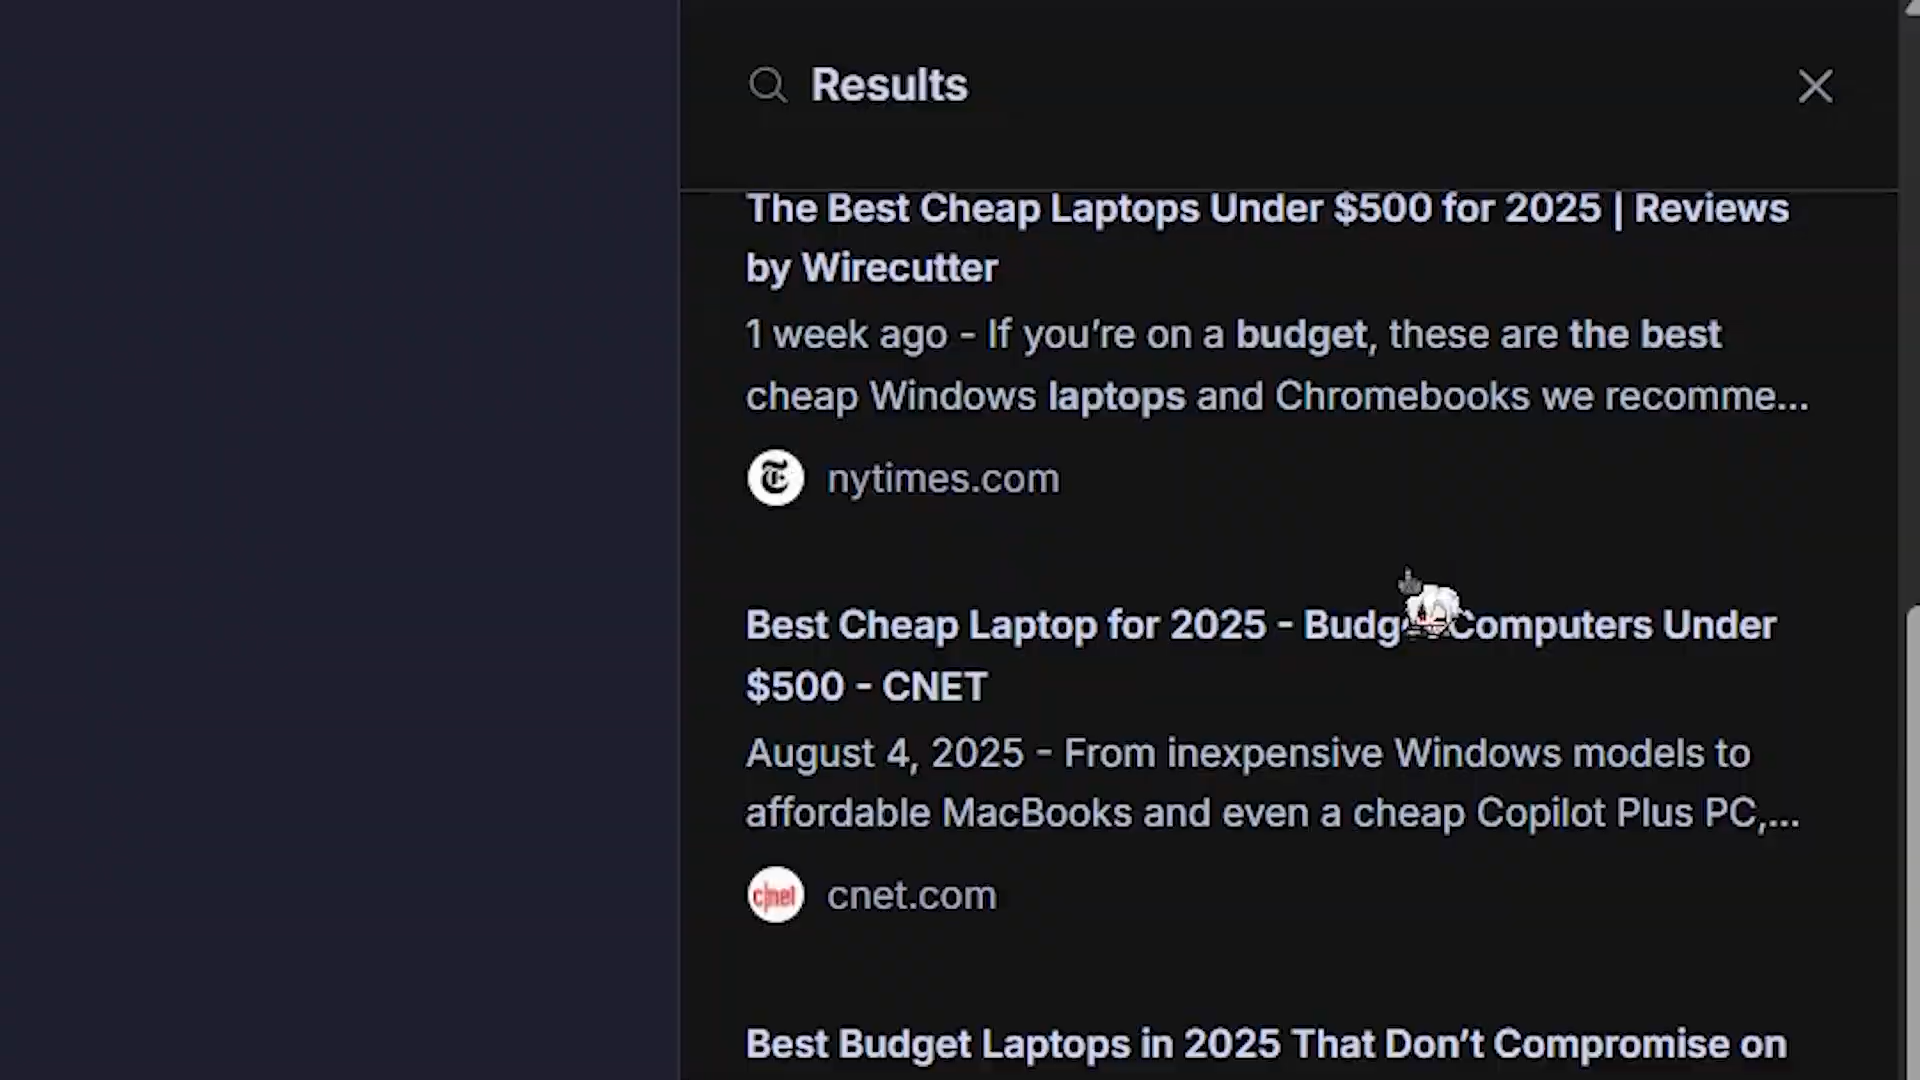 Results
The Best Cheap Laptops Under $500 for 2025 | Reviews
by Wirecutter
1 week ago - If you’re on a budget, these are the best
cheap Windows laptops and Chromebooks we recomme...
nytimes.com
Best Cheap Laptop for 2025 - Budg Computers Under
$500 - CNET
August 4, 2025 - From inexpensive Windows models to
affordable MacBooks and even a cheap Copilot Plus PC,...
c|net cnet.com
Best Budget Laptops in 2025 That Don’t Compromise on